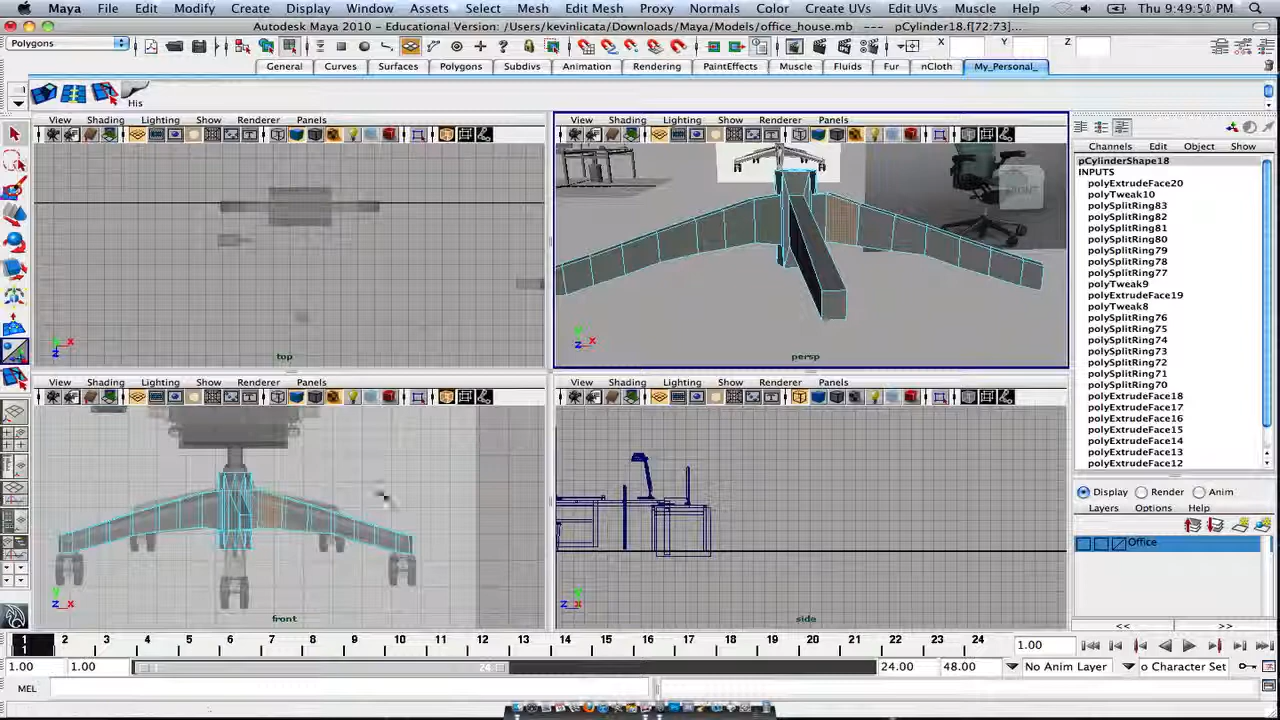 Maya File Edit Modify Create Display Window Assets Select Mesh Edit Mesh Proxy Normals Color Create UVs Edit UVs Muscle Help Thu 9:49:51 PM
Autodesk Maya 2010 - Educational Version: /Users/kevinlicata/Downloads/Maya/Models/office_house.mb --- pCylinder18.f[72:73]...
Polygons X Y Z
General Curves Surfaces Polygons Subdivs Animation Rendering PaintEffects Muscle Fluids Fur nCloth My_Personal_
His
View Shading Lighting Show Renderer Panels
View Shading Lighting Show Renderer Panels
Channels Edit Object Show
pCylinderShape18
INPUTS
polyExtrudeFace20
polyTweak10
polySplitRing83
polySplitRing82
polySplitRing81
polySplitRing80
polySplitRing79
polySplitRing78
polySplitRing77
polyTweak9
polyExtrudeFace19
polyTweak8
polySplitRing76
polySplitRing75
polySplitRing74
polySplitRing73
polySplitRing72
polySplitRing71
polySplitRing70
polyExtrudeFace18
polyExtrudeFace17
polyExtrudeFace16
polyExtrudeFace15
polyExtrudeFace14
polyExtrudeFace13
polyExtrudeFace12
FRONT
y x z
top
y x z
persp
View Shading Lighting Show Renderer Panels
View Shading Lighting Show Renderer Panels
y z x
front
y z x
side
Display Render Anim
Layers Options Help
Office
<< >>
1 2 3 4 5 6 7 8 9 10 11 12 13 14 15 16 17 18 19 20 21 22 23 24
1 1.00
1.00 1.00 24 24.00 48.00 No Anim Layer o Character Set
MEL